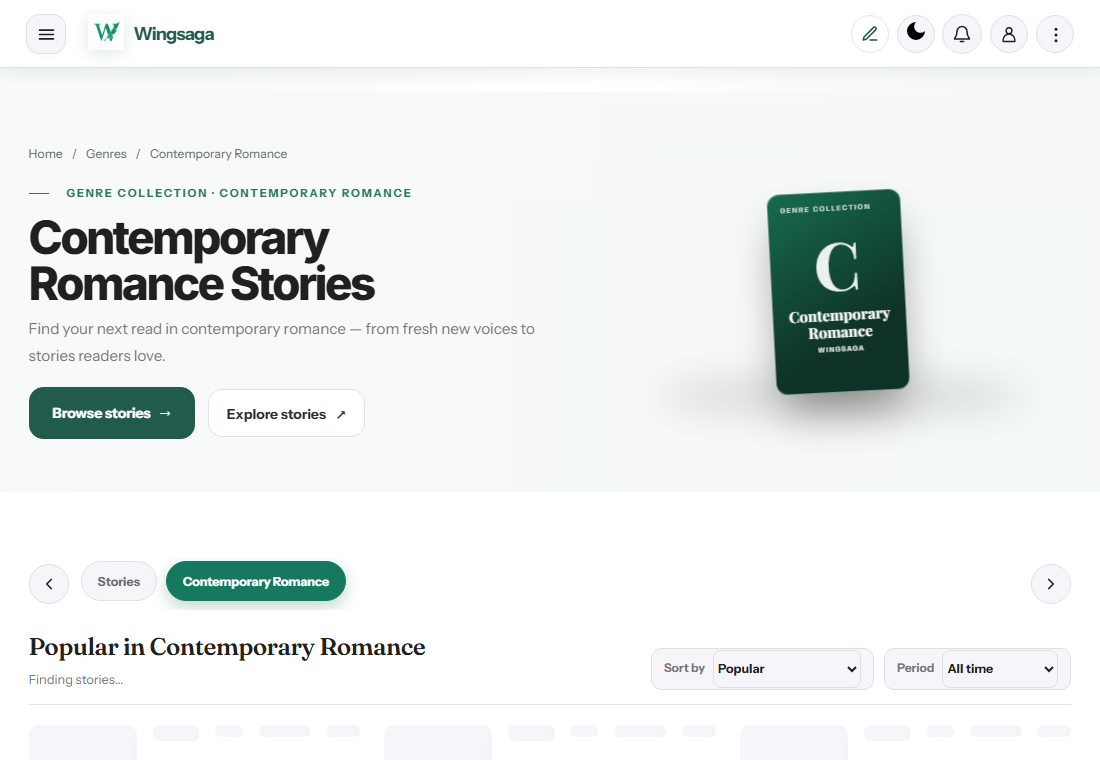 Wingsaga
Home / Genres / Contemporary Romance
GENRE COLLECTION · CONTEMPORARY ROMANCE
Contemporary
Romance Stories
Find your next read in contemporary romance — from fresh new voices to
stories readers love.
Browse stories →
Explore stories ↗
GENRE COLLECTION
C
Contemporary
Romance
WINGSAGA
Stories
Contemporary Romance
Popular in Contemporary Romance
Finding stories...
Sort by Popular
Period All time